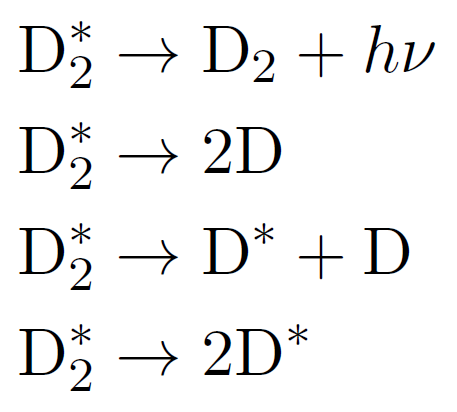 D₂* → D₂ + hν
D₂* → 2D
D₂* → D* + D
D₂* → 2D*